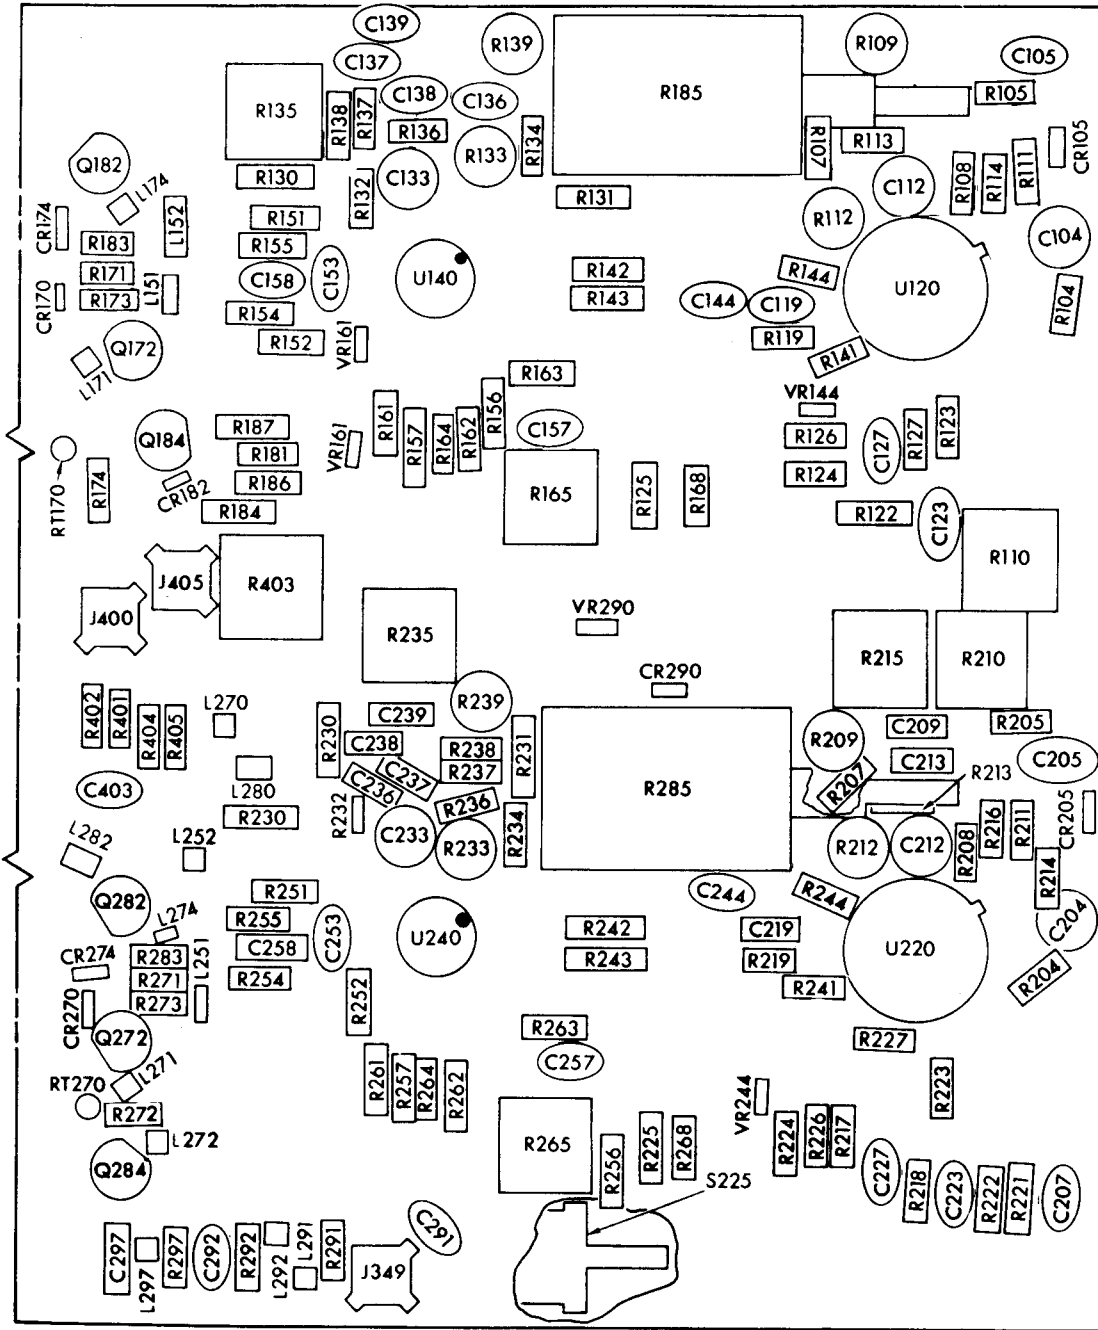 C139
R139
R109
C137
C105
R185
C138
C136
R105
R135
R138
R137
R136
R134
R107
R113
CR105
Q182
R133
C133
R108
R114
R111
C112
R130
R132
R131
L174
CR174
L152
R151
R112
C104
R183
R155
R171
C158
C153
U140
R142
R144
U120
CR170
R173
L151
R143
C144
C119
R104
R154
R119
R152
VR161
R141
Q172
L171
R163
VR144
R161
R156
R187
R157
R164
R162
C157
R126
C127
R127
R123
Q184
VR161
R181
RT170
R174
CR182
R186
R165
R125
R168
R124
R184
R122
C123
R110
J405
R403
J400
VR290
R235
R215
R210
CR290
R239
R402
R401
R404
R405
L270
R230
C239
C238
R238
R231
C209
R205
R209
C213
C205
R213
C237
R237
C236
L280
R285
R207
C403
R232
R236
R230
C233
R234
R216
R211
CR205
L282
L252
R233
R212
C212
R208
R214
Q282
R251
C244
R244
C204
L274
R255
C253
U240
R242
C219
U220
CR274
R283
L251
C258
R271
R254
R243
R219
R204
CR270
R273
R252
R241
Q272
R263
R227
C257
RT270
L271
R261
R257
R264
R262
VR244
R223
R272
L272
R265
R225
R268
R224
R226
R217
Q284
R256
S225
C227
R218
C223
R222
R221
C207
C297
L297
R297
C292
R292
L292
L291
R291
J349
C291